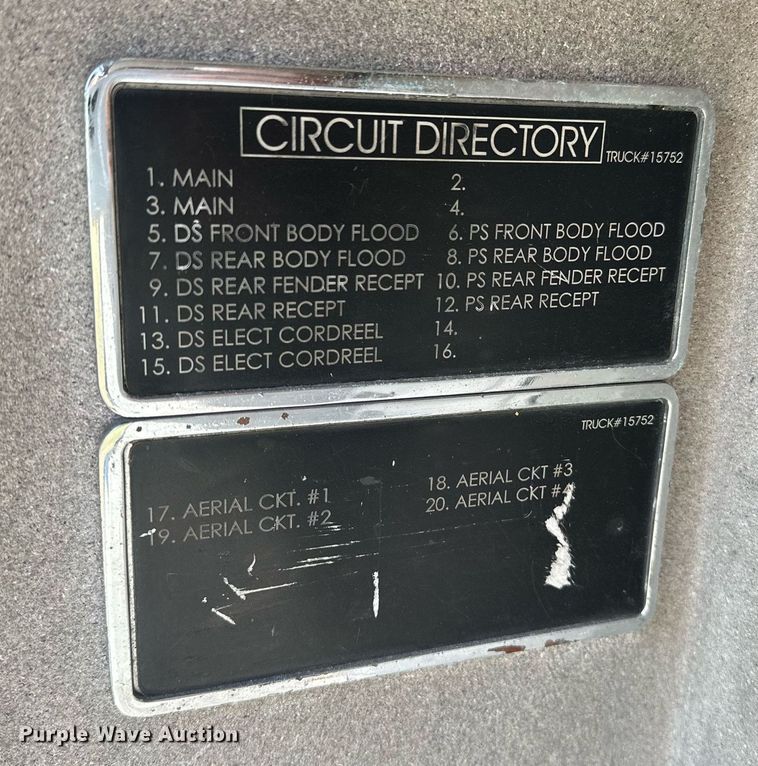 CIRCUIT DIRECTORY
TRUCK#15752
1. MAIN 2.
3. MAIN 4.
5. DS FRONT BODY FLOOD 6. PS FRONT BODY FLOOD
7. DS REAR BODY FLOOD 8. PS REAR BODY FLOOD
9. DS REAR FENDER RECEPT 10. PS REAR FENDER RECEPT
11. DS REAR RECEPT 12. PS REAR RECEPT
13. DS ELECT CORDREEL 14.
15. DS ELECT CORDREEL 16.
TRUCK#15752
17. AERIAL CKT. #1 18. AERIAL CKT #3
19. AERIAL CKT. #2 20. AERIAL CKT #4
Purple Wave Auction